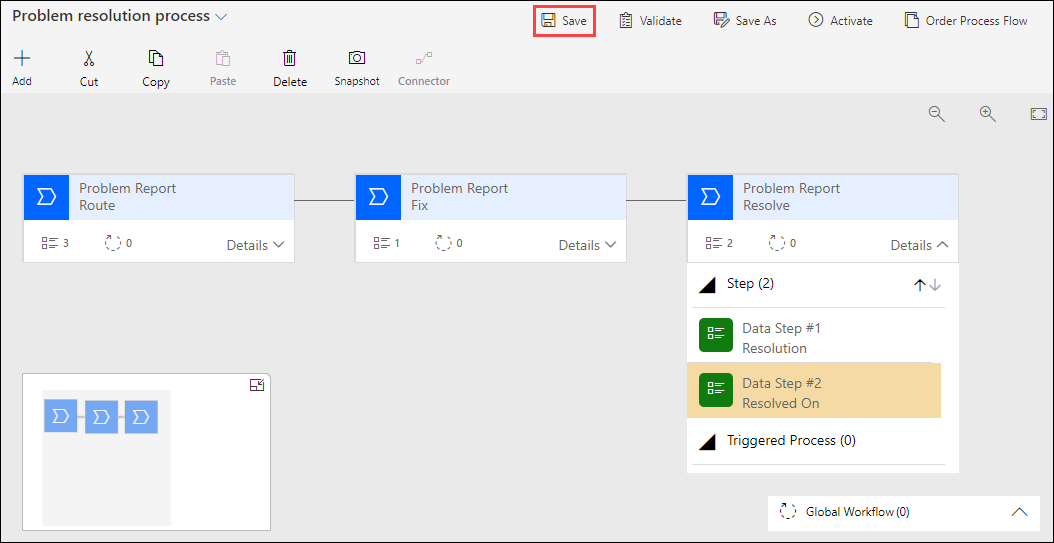 Problem resolution process
Save
Validate
Save As
Activate
Order Process Flow
Add
Cut
Copy
Paste
Delete
Snapshot
Connector
Problem Report
Route
3
0
Details
Problem Report
Fix
1
0
Details
Problem Report
Resolve
2
0
Details
Step (2)
Data Step #1
Resolution
Data Step #2
Resolved On
Triggered Process (0)
Global Workflow (0)